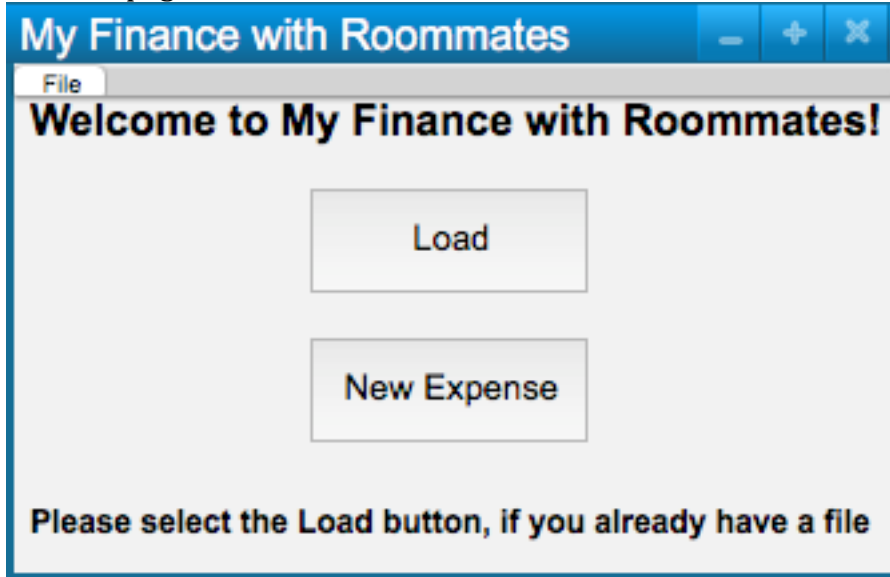 My Finance with Roommates
File
Welcome to My Finance with Roommates!
Load
New Expense
Please select the Load button, if you already have a file